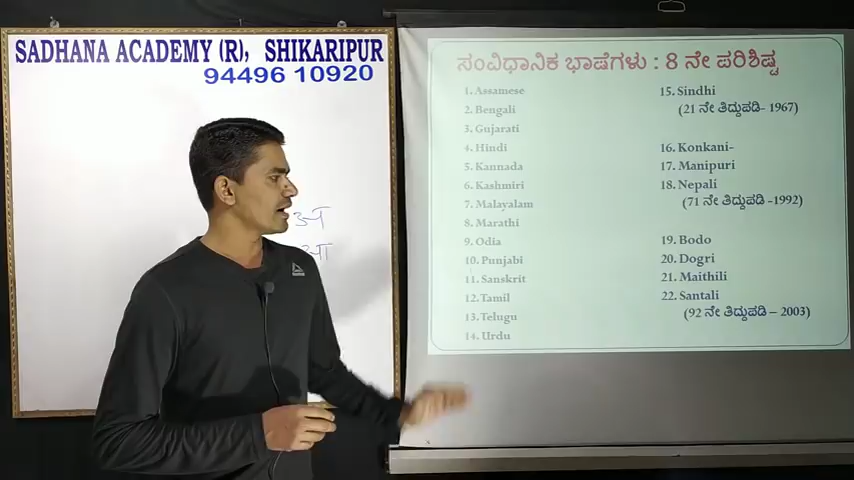 SADHANA ACADEMY (R), SHIKARIPUR
94496 10920
अ
आ
ಸಂವಿಧಾನಿಕ ಭಾಷೆಗಳು : 8 ನೇ ಪರಿಶಿಷ್ಟ
1. Assamese
2. Bengali
3. Gujarati
4. Hindi
5. Kannada
6. Kashmiri
7. Malayalam
8. Marathi
9. Odia
10. Punjabi
11. Sanskrit
12. Tamil
13. Telugu
14. Urdu
15. Sindhi
(21 ನೇ ತಿದ್ದುಪಡಿ- 1967)
16. Konkani-
17. Manipuri
18. Nepali
(71 ನೇ ತಿದ್ದುಪಡಿ -1992)
19. Bodo
20. Dogri
21. Maithili
22. Santali
(92 ನೇ ತಿದ್ದುಪಡಿ – 2003)